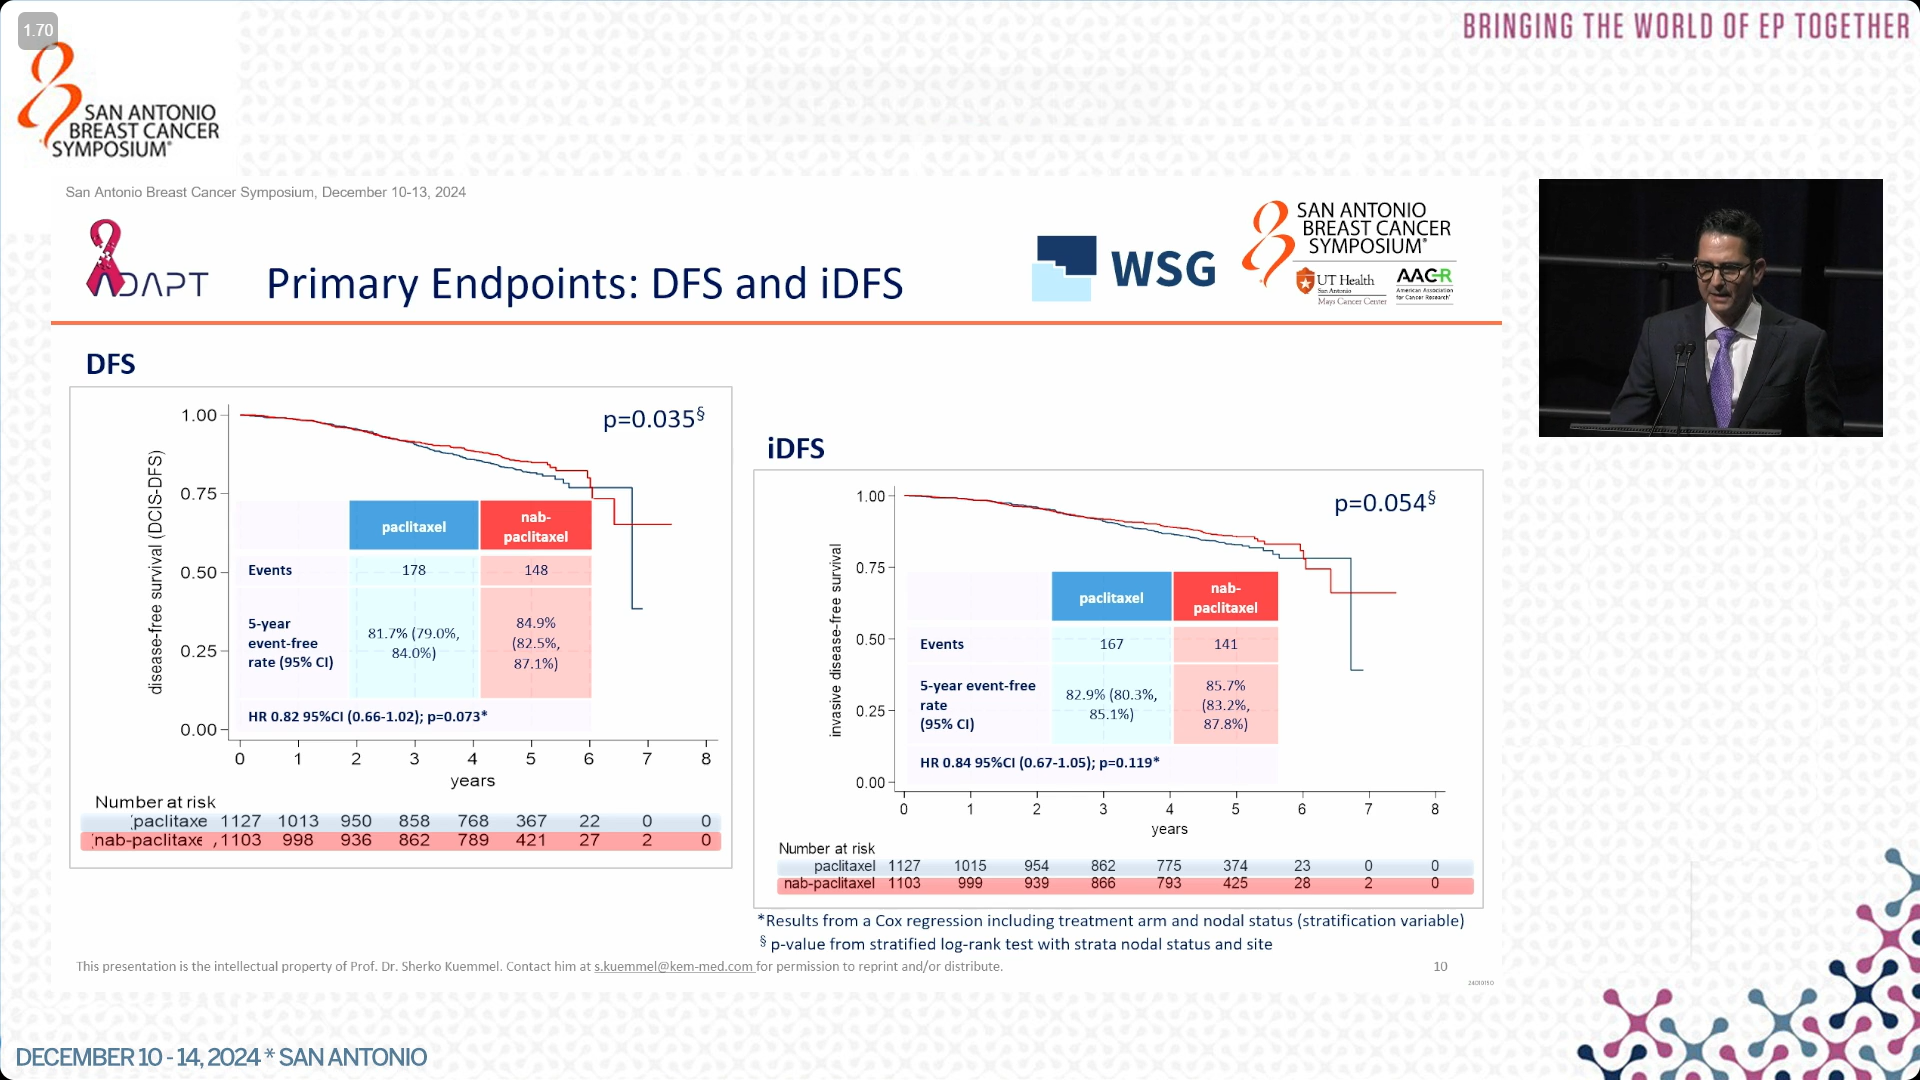 1.70
BRINGING THE WORLD OF EP TOGETHER
SAN ANTONIO
BREAST CANCER
SYMPOSIUM®
San Antonio Breast Cancer Symposium, December 10-13, 2024
ADAPT
Primary Endpoints: DFS and iDFS
WSG
SAN ANTONIO
BREAST CANCER
SYMPOSIUM®
UT Health
San Antonio
Mays Cancer Center
AACR
American Association
for Cancer Research®
DFS
p=0.035§
disease-free survival (DCIS-DFS)
1.00
0.75
0.50
0.25
0.00
paclitaxel
nab-
paclitaxel
Events 178 148
5-year
event-free
rate (95% CI)
81.7% (79.0%,
84.0%)
84.9%
(82.5%,
87.1%)
HR 0.82 95%CI (0.66-1.02); p=0.073*
0 1 2 3 4 5 6 7 8
years
Number at risk
paclitaxe 1127 1013 950 858 768 367 22 0 0
nab-paclitaxe 1103 998 936 862 789 421 27 2 0
iDFS
p=0.054§
invasive disease-free survival
1.00
0.75
0.50
0.25
0.00
paclitaxel
nab-
paclitaxel
Events 167 141
5-year event-free
rate
(95% CI)
82.9% (80.3%,
85.1%)
85.7%
(83.2%,
87.8%)
HR 0.84 95%CI (0.67-1.05); p=0.119*
0 1 2 3 4 5 6 7 8
years
Number at risk
paclitaxel 1127 1015 954 862 775 374 23 0 0
nab-paclitaxel 1103 999 939 866 793 425 28 2 0
*Results from a Cox regression including treatment arm and nodal status (stratification variable)
§ p-value from stratified log-rank test with strata nodal status and site
This presentation is the intellectual property of Prof. Dr. Sherko Kuemmel. Contact him at s.kuemmel@kem-med.com for permission to reprint and/or distribute.
10
DECEMBER 10 - 14, 2024 * SAN ANTONIO